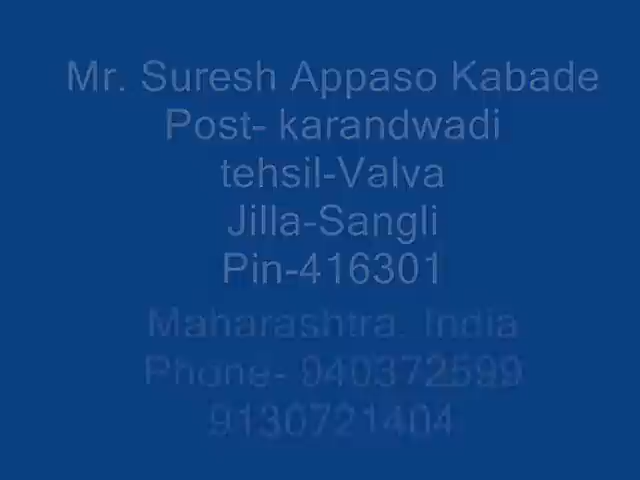 Mr. Suresh Appaso Kabade
Post- karandwadi
tehsil-Valva
Jilla-Sangli
Pin-416301
Maharashtra. India
Phone- 940372599
9130721404